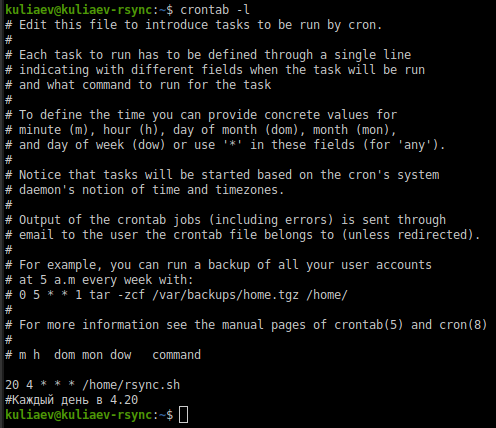 kuliaev@kuliaev-rsync:~$ crontab -l
# Edit this file to introduce tasks to be run by cron.
#
# Each task to run has to be defined through a single line
# indicating with different fields when the task will be run
# and what command to run for the task
#
# To define the time you can provide concrete values for
# minute (m), hour (h), day of month (dom), month (mon),
# and day of week (dow) or use '*' in these fields (for 'any').
#
# Notice that tasks will be started based on the cron's system
# daemon's notion of time and timezones.
#
# Output of the crontab jobs (including errors) is sent through
# email to the user the crontab file belongs to (unless redirected).
#
# For example, you can run a backup of all your user accounts
# at 5 a.m every week with:
# 0 5 * * 1 tar -zcf /var/backups/home.tgz /home/
#
# For more information see the manual pages of crontab(5) and cron(8)
#
# m h  dom mon dow   command

20 4 * * * /home/rsync.sh
#Каждый день в 4.20
kuliaev@kuliaev-rsync:~$